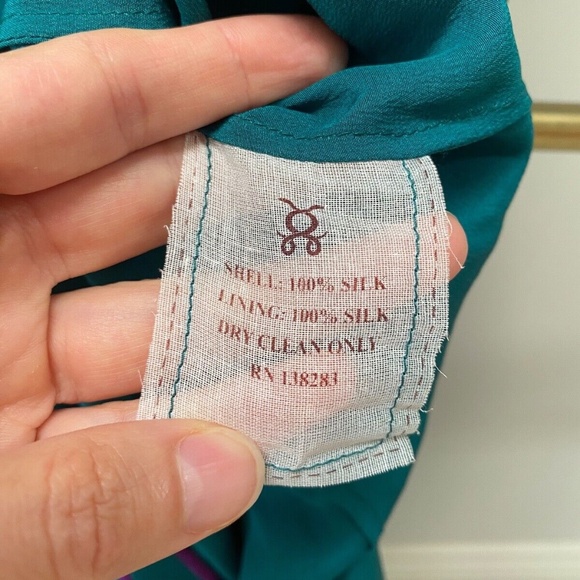 SHELL: 100% SILK
LINING: 100% SILK
DRY CLEAN ONLY
RN 138283